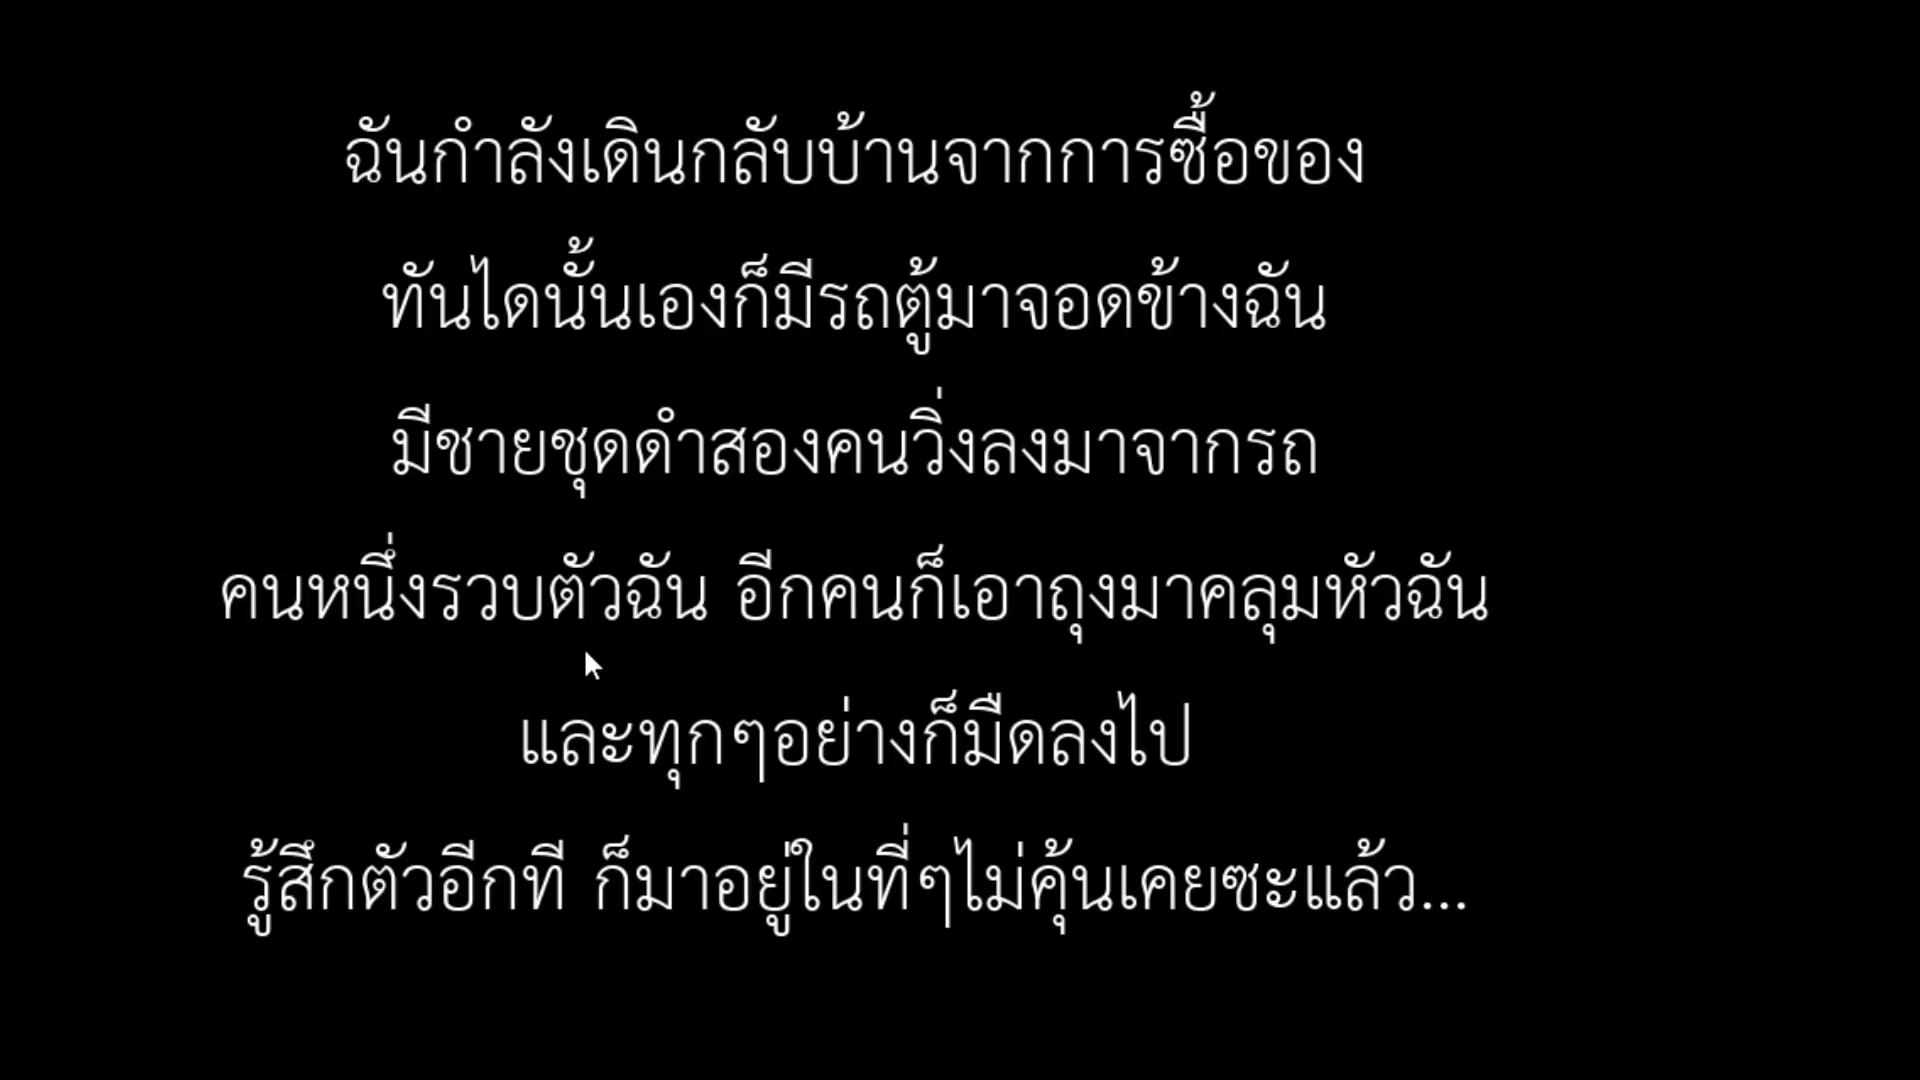 ฉันกำลังเดินกลับบ้านจากการซื้อของ
ทันไดนั้นเองก็มีรถตู้มาจอดข้างฉัน
มีชายชุดดำสองคนวิ่งลงมาจากรถ
คนหนึ่งรวบตัวฉัน อีกคนก็เอาถุงมาคลุมหัวฉัน
และทุกๆอย่างก็มืดลงไป
รู้สึกตัวอีกที ก็มาอยู่ในที่ๆไม่คุ้นเคยซะแล้ว...